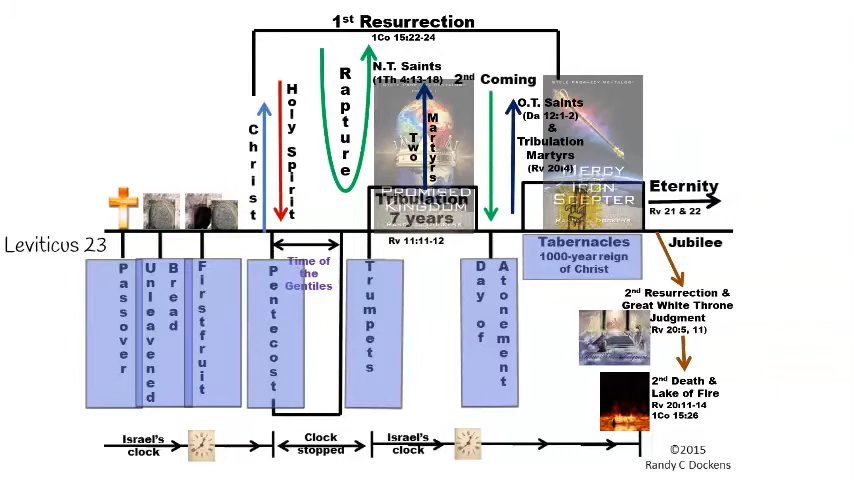 1st Resurrection
1Co 15:22-24
N.T. Saints
(1Th 4:13-18)
2nd Coming
Rapture
Holy Spirit
Christ
Two
Martyrs
O.T. Saints
(Da 12:1-2)
&
Tribulation
Martyrs
(Rv 20:4)
PROMISED
KINGDOM
MERCY
IRON
SCEPTER
Tribulation
7 years
Eternity
Rv 21 & 22
Leviticus 23
Rv 11:11-12
Tabernacles
1000-year reign
of Christ
Jubilee
Time of
the
Gentiles
Passover
Unleavened
Bread
Firstfruit
Pentecost
Trumpets
Day of
Atonement
2nd Resurrection &
Great White Throne
Judgment
(Rv 20:5, 11)
2nd Death &
Lake of Fire
Rv 20:11-14
1Co 15:26
Israel's
clock
Clock
stopped
Israel's
clock
©2015
Randy C Dockens